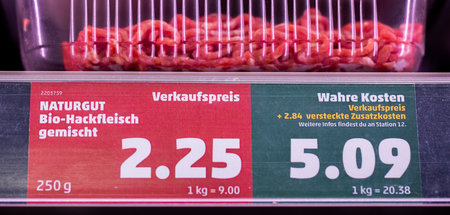 2203759
NATURGUT
Bio-Hackfleisch
gemischt
Verkaufspreis
2.25
250 g
1 kg = 9.00
Wahre Kosten
Verkaufspreis
+ 2.84 versteckte Zusatzkosten
Weitere Infos findest du an Station 12.
5.09
1 kg = 20.38